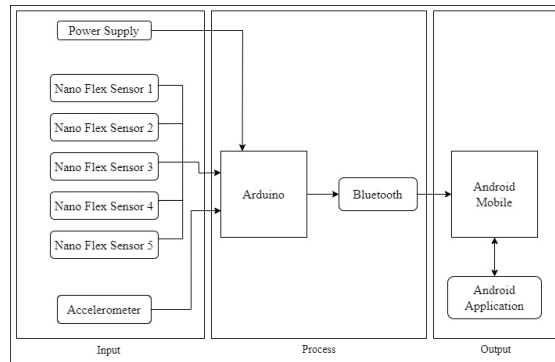 Power Supply
Nano Flex Sensor 1
Nano Flex Sensor 2
Nano Flex Sensor 3
Nano Flex Sensor 4
Nano Flex Sensor 5
Accelerometer
Input
Arduino
Bluetooth
Process
Android
Mobile
Android
Application
Output